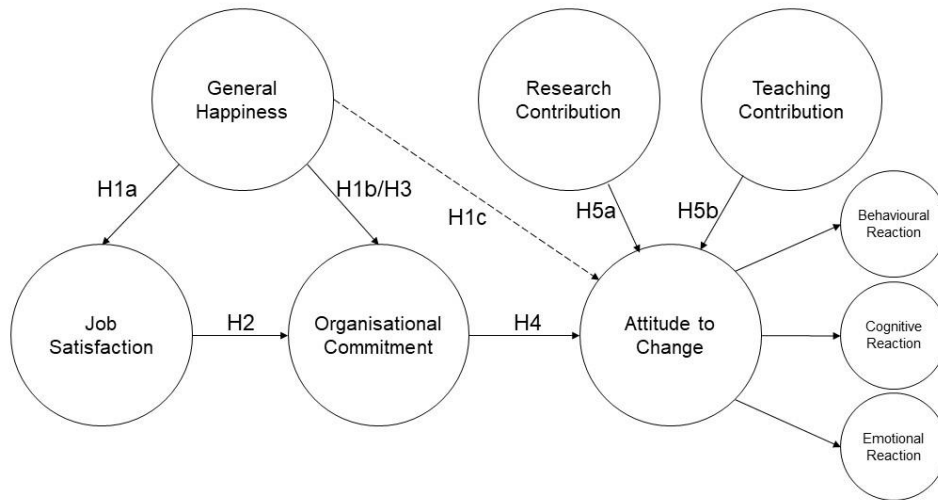 General
Happiness
Research
Contribution
Teaching
Contribution
H1a
H1b/H3
H1c
H5a
H5b
Behavioural
Reaction
Job
Satisfaction
H2
Organisational
Commitment
H4
Attitude to
Change
Cognitive
Reaction
Emotional
Reaction